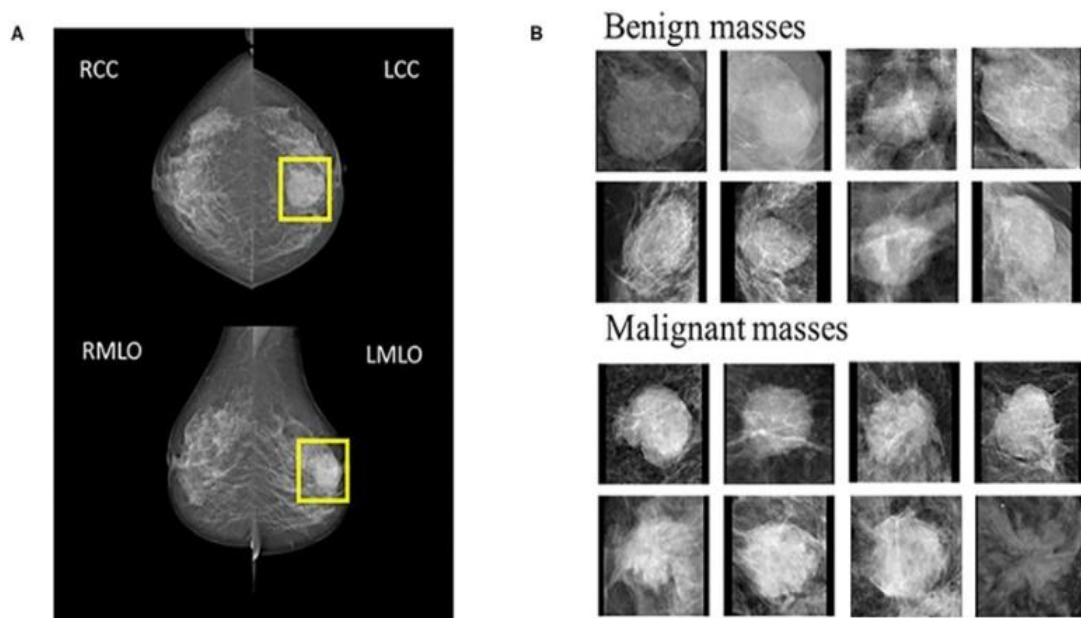 A
RCC
LCC
RMLO
LMLO
B
Benign masses
Malignant masses